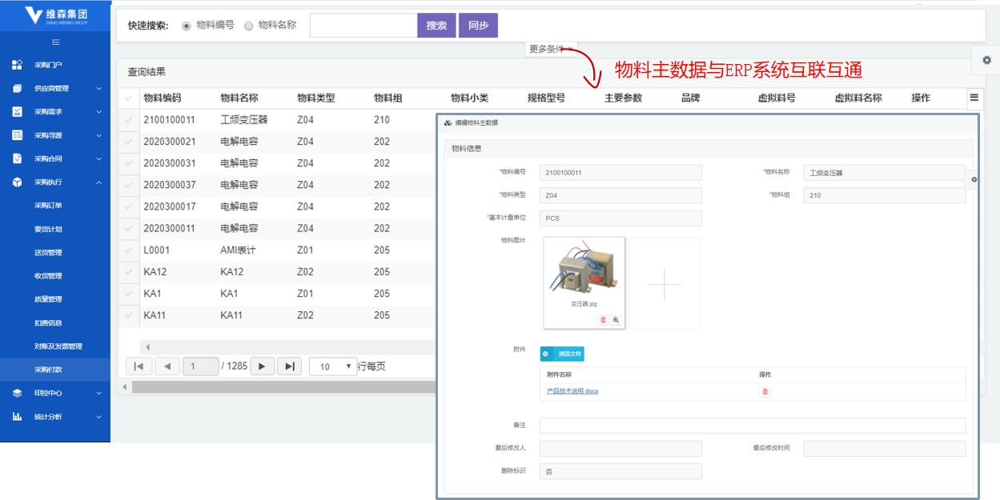 维森集团
DEMO WEISEN GROUP
采购门户
供应商管理
采购需求
采购寻源
采购合同
采购执行
采购订单
要货计划
送货管理
收货管理
质量管理
扣费信息
对账及发票管理
采购付款
印控中心
统计分析
快速搜索: 物料编号 物料名称 搜索 同步
更多条件
物料主数据与ERP系统互联互通
查询结果
物料编码 物料名称 物料类型 物料组 物料小类 规格型号 主要参数 品牌 虚拟料号 虚拟料名称 操作
2100100011 工频变压器 Z04 210
2020300021 电解电容 Z04 202
2020300031 电解电容 Z04 202
2020300037 电解电容 Z04 202
2020300017 电解电容 Z04 202
2020300011 电解电容 Z04 202
L0001 AMI表计 Z01 205
KA12 KA12 Z02 205
KA1 KA1 Z01 205
KA11 KA11 Z02 205
1 / 1285 10 行每页
编辑物料主数据
物料信息
*物料编号 2100100011 *物料名称 工频变压器
*物料类型 Z04 *物料组 210
*基本计量单位 PCS
物料图片
变压器.jpg
附件 浏览文件
附件名称 操作
产品技术说明.docx
备注
最后修改人 最后修改时间
删除标识 否